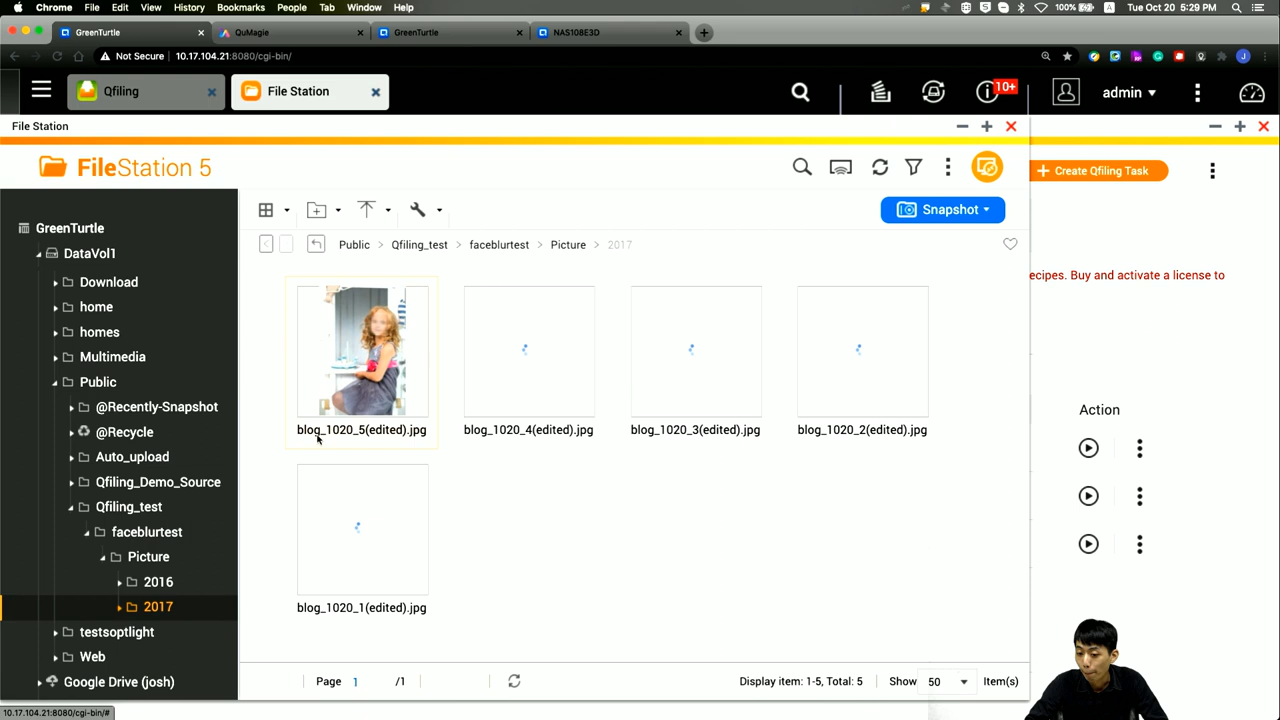 Chrome File Edit View History Bookmarks People Tab Window Help 100% A Tue Oct 20 5:29 PM
GreenTurtle QuMagie GreenTurtle NAS108E3D
Not Secure 10.17.104.21:8080/cgi-bin/ J
Qfiling File Station 10+ admin
File Station
FileStation 5 Create Qfiling Task
Snapshot
Public > Qfiling_test > faceblurtest > Picture > 2017
GreenTurtle
DataVol1
Download
home
homes
Multimedia
Public
@Recently-Snapshot
@Recycle
Auto_upload
Qfiling_Demo_Source
Qfiling_test
faceblurtest
Picture
2016
2017
testsoptlight
Web
Google Drive (josh)
blog_1020_5(edited).jpg blog_1020_4(edited).jpg blog_1020_3(edited).jpg blog_1020_2(edited).jpg
blog_1020_1(edited).jpg
ecipes. Buy and activate a license to
Action
Page 1 /1 Display item: 1-5, Total: 5 Show 50 Item(s)
10.17.104.21:8080/cgi-bin/#